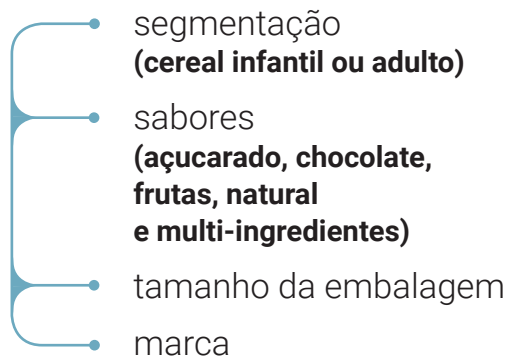 segmentação
(cereal infantil ou adulto)
sabores
(açucarado, chocolate,
frutas, natural
e multi-ingredientes)
tamanho da embalagem
marca